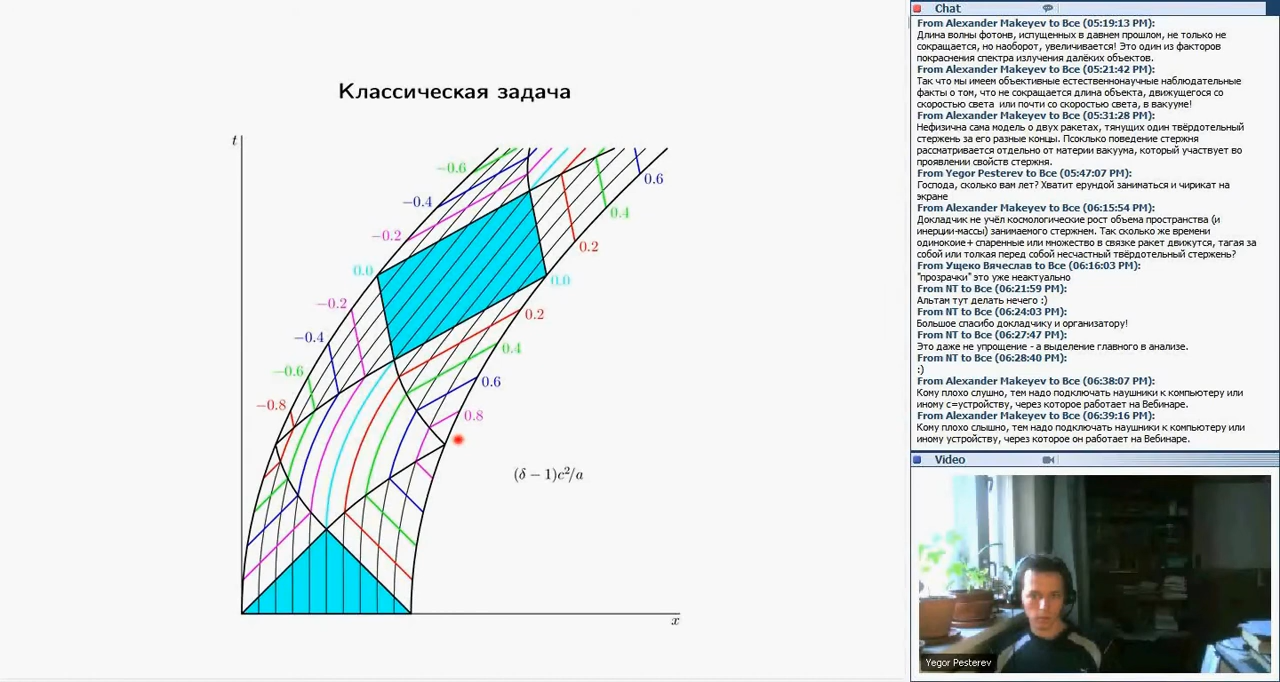 Классическая задача
t
−0.6
0.6
−0.4
0.4
−0.2
0.2
0.0
0.0
−0.2
0.2
−0.4
0.4
−0.6
0.6
−0.8
0.8
(δ − 1)c²/a
x
Chat
From Alexander Makeyev to Все (05:19:13 PM):
Длина волны фотонв, испущенных в давнем прошлом, не только не
сокращается, но наоборот, увеличивается! Это один из факторов
покраснения спектра излучения далёких объектов.
From Alexander Makeyev to Все (05:21:42 PM):
Так что мы имеем объективные естественнонаучные наблюдательные
факты о том, что не сокращается длина объекта, движущегося со
скоростью света или почти со скоростью света, в вакууме!
From Alexander Makeyev to Все (05:31:28 PM):
Нефизична сама модель о двух ракетах, тянущих один твёрдотельный
стержень за его разные концы. Псоколько поведение стержня
рассматривается отдельно от материи вакуума, который участвует во
проявлении свойств стержня.
From Yegor Pesterev to Все (05:47:07 PM):
Господа, сколько вам лет? Хватит ерундой заниматься и чирикат на
экране
From Alexander Makeyev to Все (06:15:54 PM):
Докладчик не учёл космологические рост объема пространства (и
инерции-массы) занимаемого стержнем. Так сколько же времени
одинокоие+ спаренные или множество в связке ракет движутся, тагая за
собой или толкая перед собой несчастный твёрдотельный стержень?
From Ущеко Вячеслав to Все (06:16:03 PM):
"прозрачки" это уже неактуально
From NT to Все (06:21:59 PM):
Альтам тут делать нечего :)
From NT to Все (06:24:03 PM):
Большое спасибо докладчику и организатору!
From NT to Все (06:27:47 PM):
Это даже не упрощение - а выделение главного в анализе.
From NT to Все (06:28:40 PM):
:)
From Alexander Makeyev to Все (06:38:07 PM):
Кому плохо слушно, тем надо подключать наушники к компьютеру или
иному с=устройству, через которое работает на Вебинаре.
From Alexander Makeyev to Все (06:39:16 PM):
Кому плохо слышно, тем надо подключать наушники к компьютеру или
иному устройству, через которое он работает на Вебинаре.
Video
Yegor Pesterev